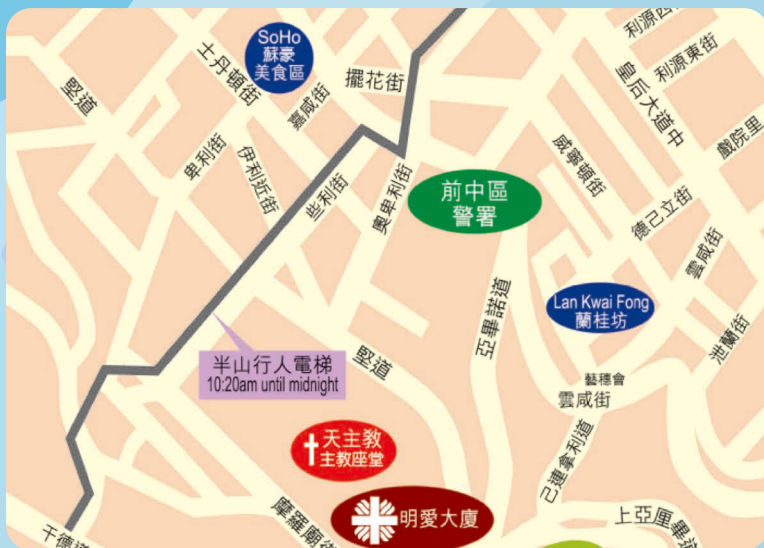 SoHo
蘇豪
美食區
利源西街
利源東街
皇后大道中
戲院里
堅道
士丹頓街
嘉咸街
擺花街
卑利街
伊利近街
些利街
奧卑利街
威靈頓街
前中區
警署
德己立街
雲咸街
Lan Kwai Fong
蘭桂坊
泄蘭街
亞畢諾道
半山行人電梯
10:20am until midnight
堅道
藝穗會
雲咸街
天主教
主教座堂
己連拿利道
明愛大廈
摩羅廟街
上亞厘畢道
干德道